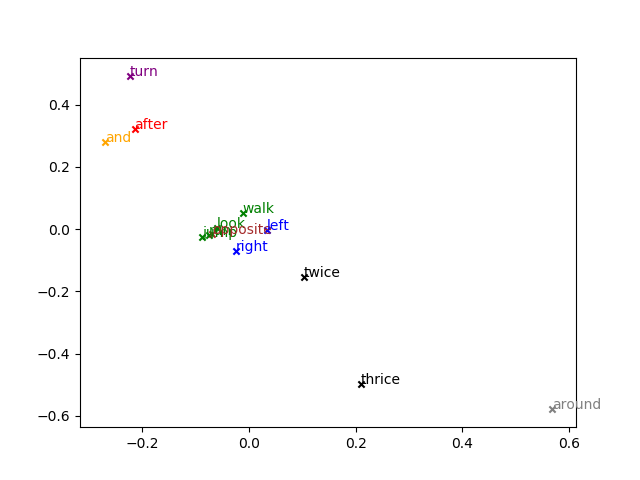 turn
0.4
after
and
0.2
walk
look
left
0.0
opposite
jump
right
twice
−0.2
thrice
−0.4
around
−0.6
−0.2
0.0
0.2
0.4
0.6